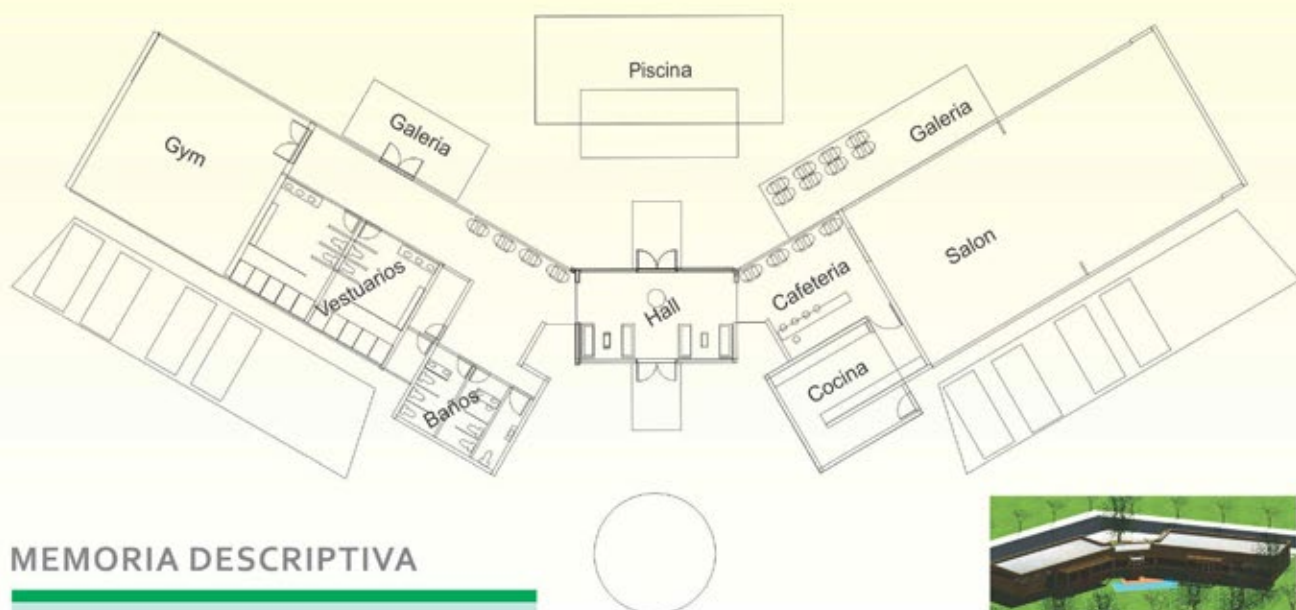 Piscina
Gym
Galeria
Galeria
Vestuarios
Hall
Cafeteria
Salon
Baños
Cocina
MEMORIA DESCRIPTIVA